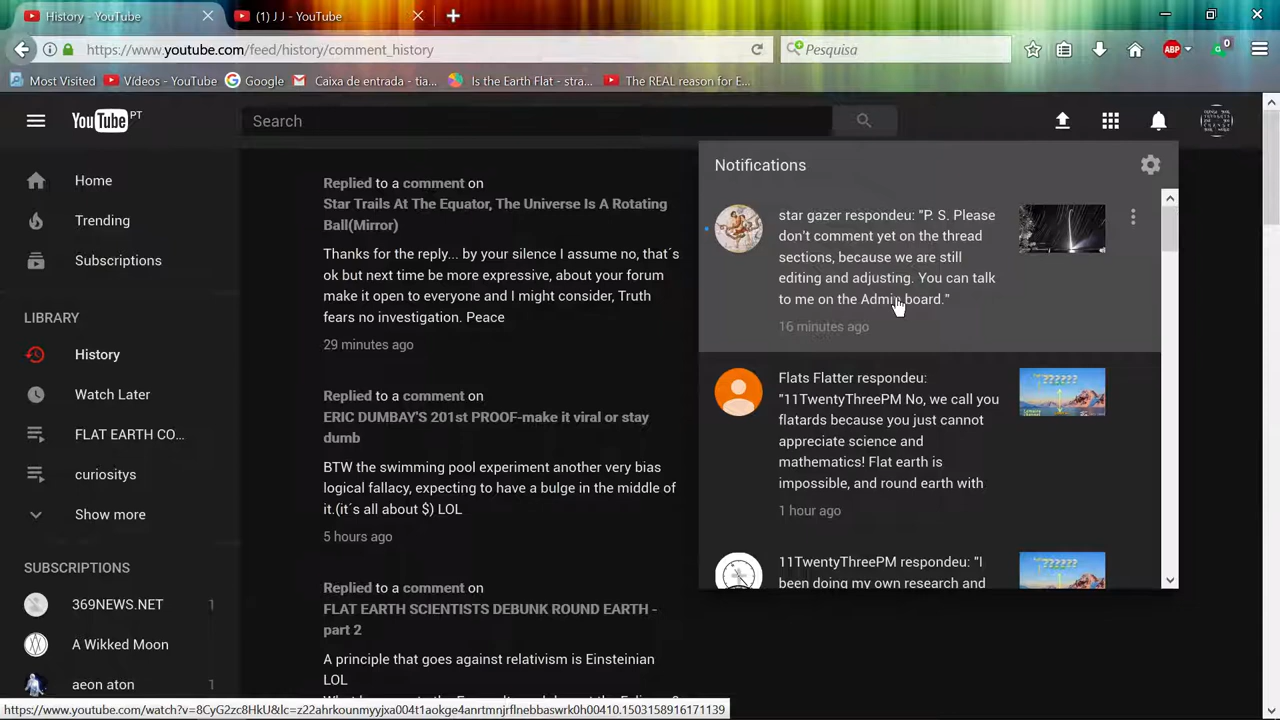 History - YouTube
(1) J J - YouTube
https://www.youtube.com/feed/history/comment_history
Pesquisa
ABP
0
Most Visited
Vídeos - YouTube
Google
Caixa de entrada - tia...
Is the Earth Flat - stra...
The REAL reason for E...
YouTube PT
Search
Home
Trending
Subscriptions
LIBRARY
History
Watch Later
FLAT EARTH CO...
curiositys
Show more
SUBSCRIPTIONS
369NEWS.NET 1
A Wikked Moon
aeon aton 1
Replied to a comment on
Star Trails At The Equator, The Universe Is A Rotating
Ball(Mirror)
Thanks for the reply... by your silence I assume no, that´s
ok but next time be more expressive, about your forum
make it open to everyone and I might consider, Truth
fears no investigation. Peace
29 minutes ago
Replied to a comment on
ERIC DUMBAY'S 201st PROOF-make it viral or stay
dumb
BTW the swimming pool experiment another very bias
logical fallacy, expecting to have a bulge in the middle of
it.(it´s all about $) LOL
5 hours ago
Replied to a comment on
FLAT EARTH SCIENTISTS DEBUNK ROUND EARTH -
part 2
A principle that goes against relativism is Einsteinian
LOL
Notifications
star gazer respondeu: "P. S. Please
don't comment yet on the thread
sections, because we are still
editing and adjusting. You can talk
to me on the Admin board."
16 minutes ago
Flats Flatter respondeu:
"11TwentyThreePM No, we call you
flatards because you just cannot
appreciate science and
mathematics! Flat earth is
impossible, and round earth with
1 hour ago
11TwentyThreePM respondeu: "I
been doing my own research and
??????
??????
https://www.youtube.com/watch?v=8CyG2zc8HkU&lc=z22ahrkounmyyjxa004t1aokge4anrtmnjrflnebbaswrk0h00410.1503158916171139